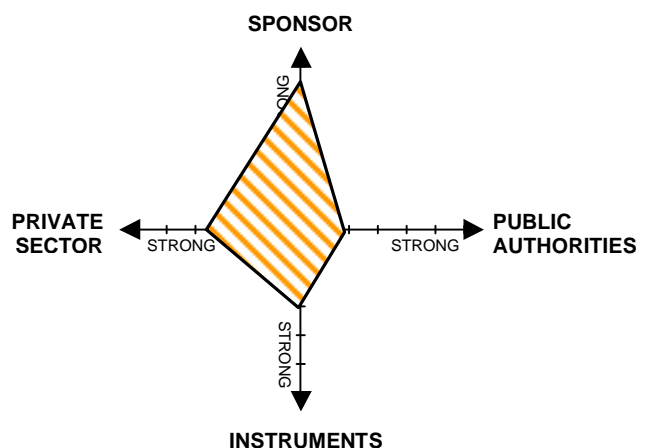 SPONSOR
PRIVATE
SECTOR
STRONG
STRONG
PUBLIC
AUTHORITIES
STRONG
INSTRUMENTS